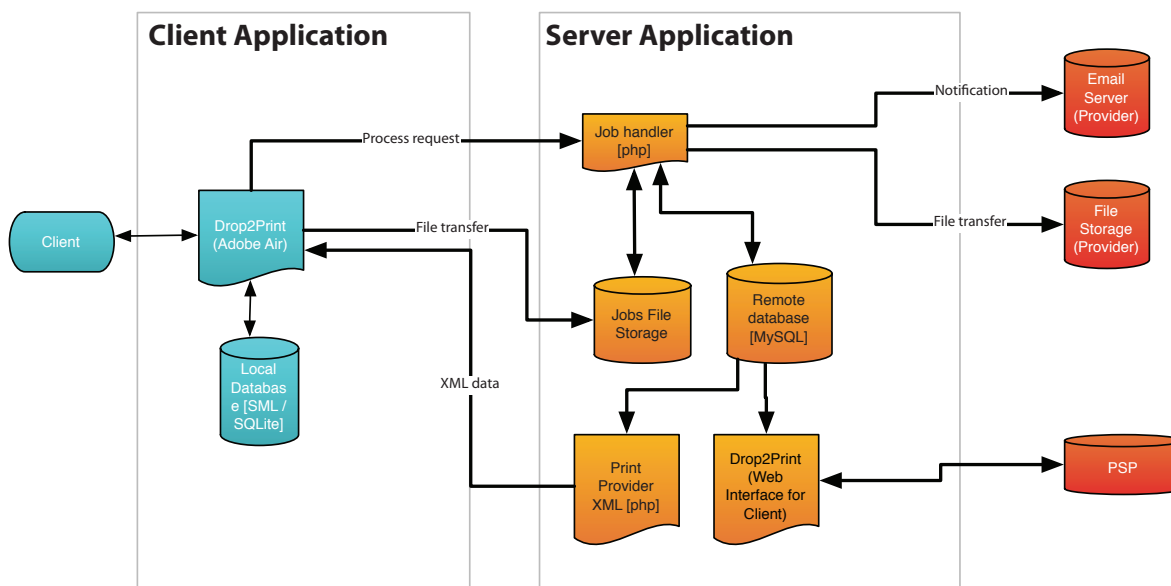 Client Application
Server Application
Email
Server
(Provider)
Notification
Process request
Job handler
[php]
Client
Drop2Print
(Adobe Air)
File transfer
File transfer
File
Storage
(Provider)
Jobs File
Storage
Remote
database
[MySQL]
Local
Databas
e [SML /
SQLite]
XML data
Print
Provider
XML [php]
Drop2Print
(Web
Interface for
Client)
PSP